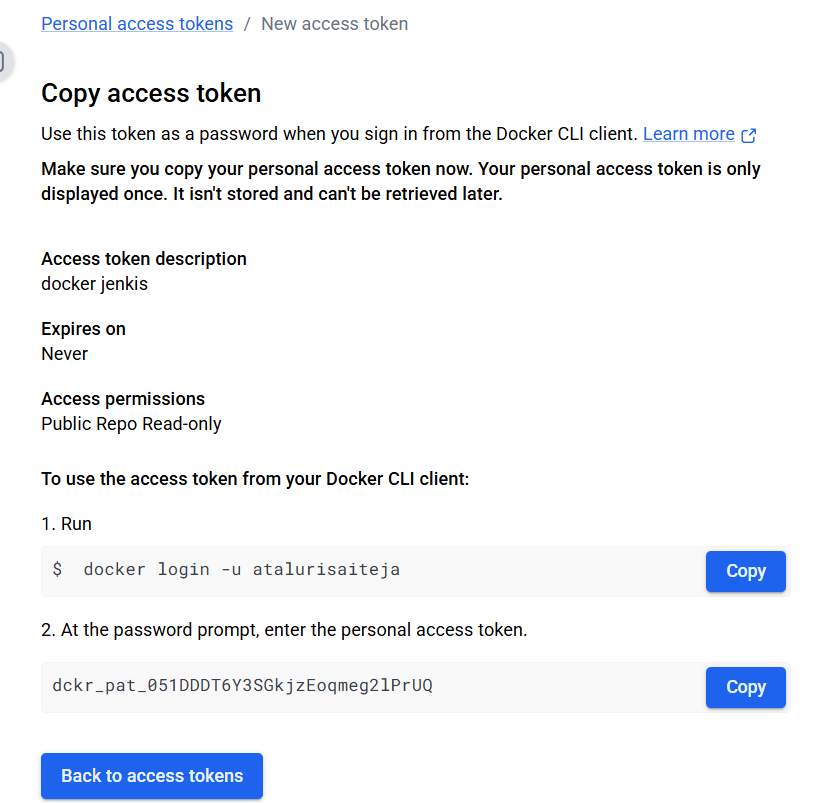 Personal access tokens / New access token
Copy access token
Use this token as a password when you sign in from the Docker CLI client. Learn more
Make sure you copy your personal access token now. Your personal access token is only
displayed once. It isn't stored and can't be retrieved later.
Access token description
docker jenkis
Expires on
Never
Access permissions
Public Repo Read-only
To use the access token from your Docker CLI client:
1. Run
$ docker login -u atalurisaiteja
Copy
2. At the password prompt, enter the personal access token.
dckr_pat_051DDDT6Y3SGkjzEoqmeg2lPrUQ
Copy
Back to access tokens